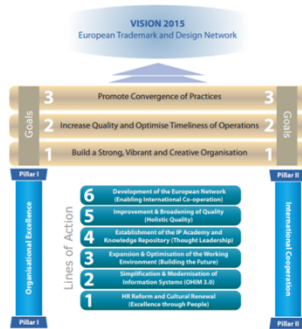 VISION 2015
European Trademark and Design Network
3 Promote Convergence of Practices 3
Goals 2 Increase Quality and Optimise Timeliness of Operations 2 Goals
1 Build a Strong, Vibrant and Creative Organisation 1
Pillar I
Pillar II
Organisational Excellence
International Cooperation
Lines of Action
6 Development of the European Network
(Enabling International Co-operation)
5 Improvement & Broadening of Quality
(Holistic Quality)
4 Establishment of the IP Academy and
Knowledge Repository (Thought Leadership)
3 Expansion & Optimisation of the Working
Environment (Building the Future)
2 Simplification & Modernisation of
Information Systems (OHIM 3.0)
1 HR Reform and Cultural Renewal
(Excellence through People)
Pillar I
Pillar II